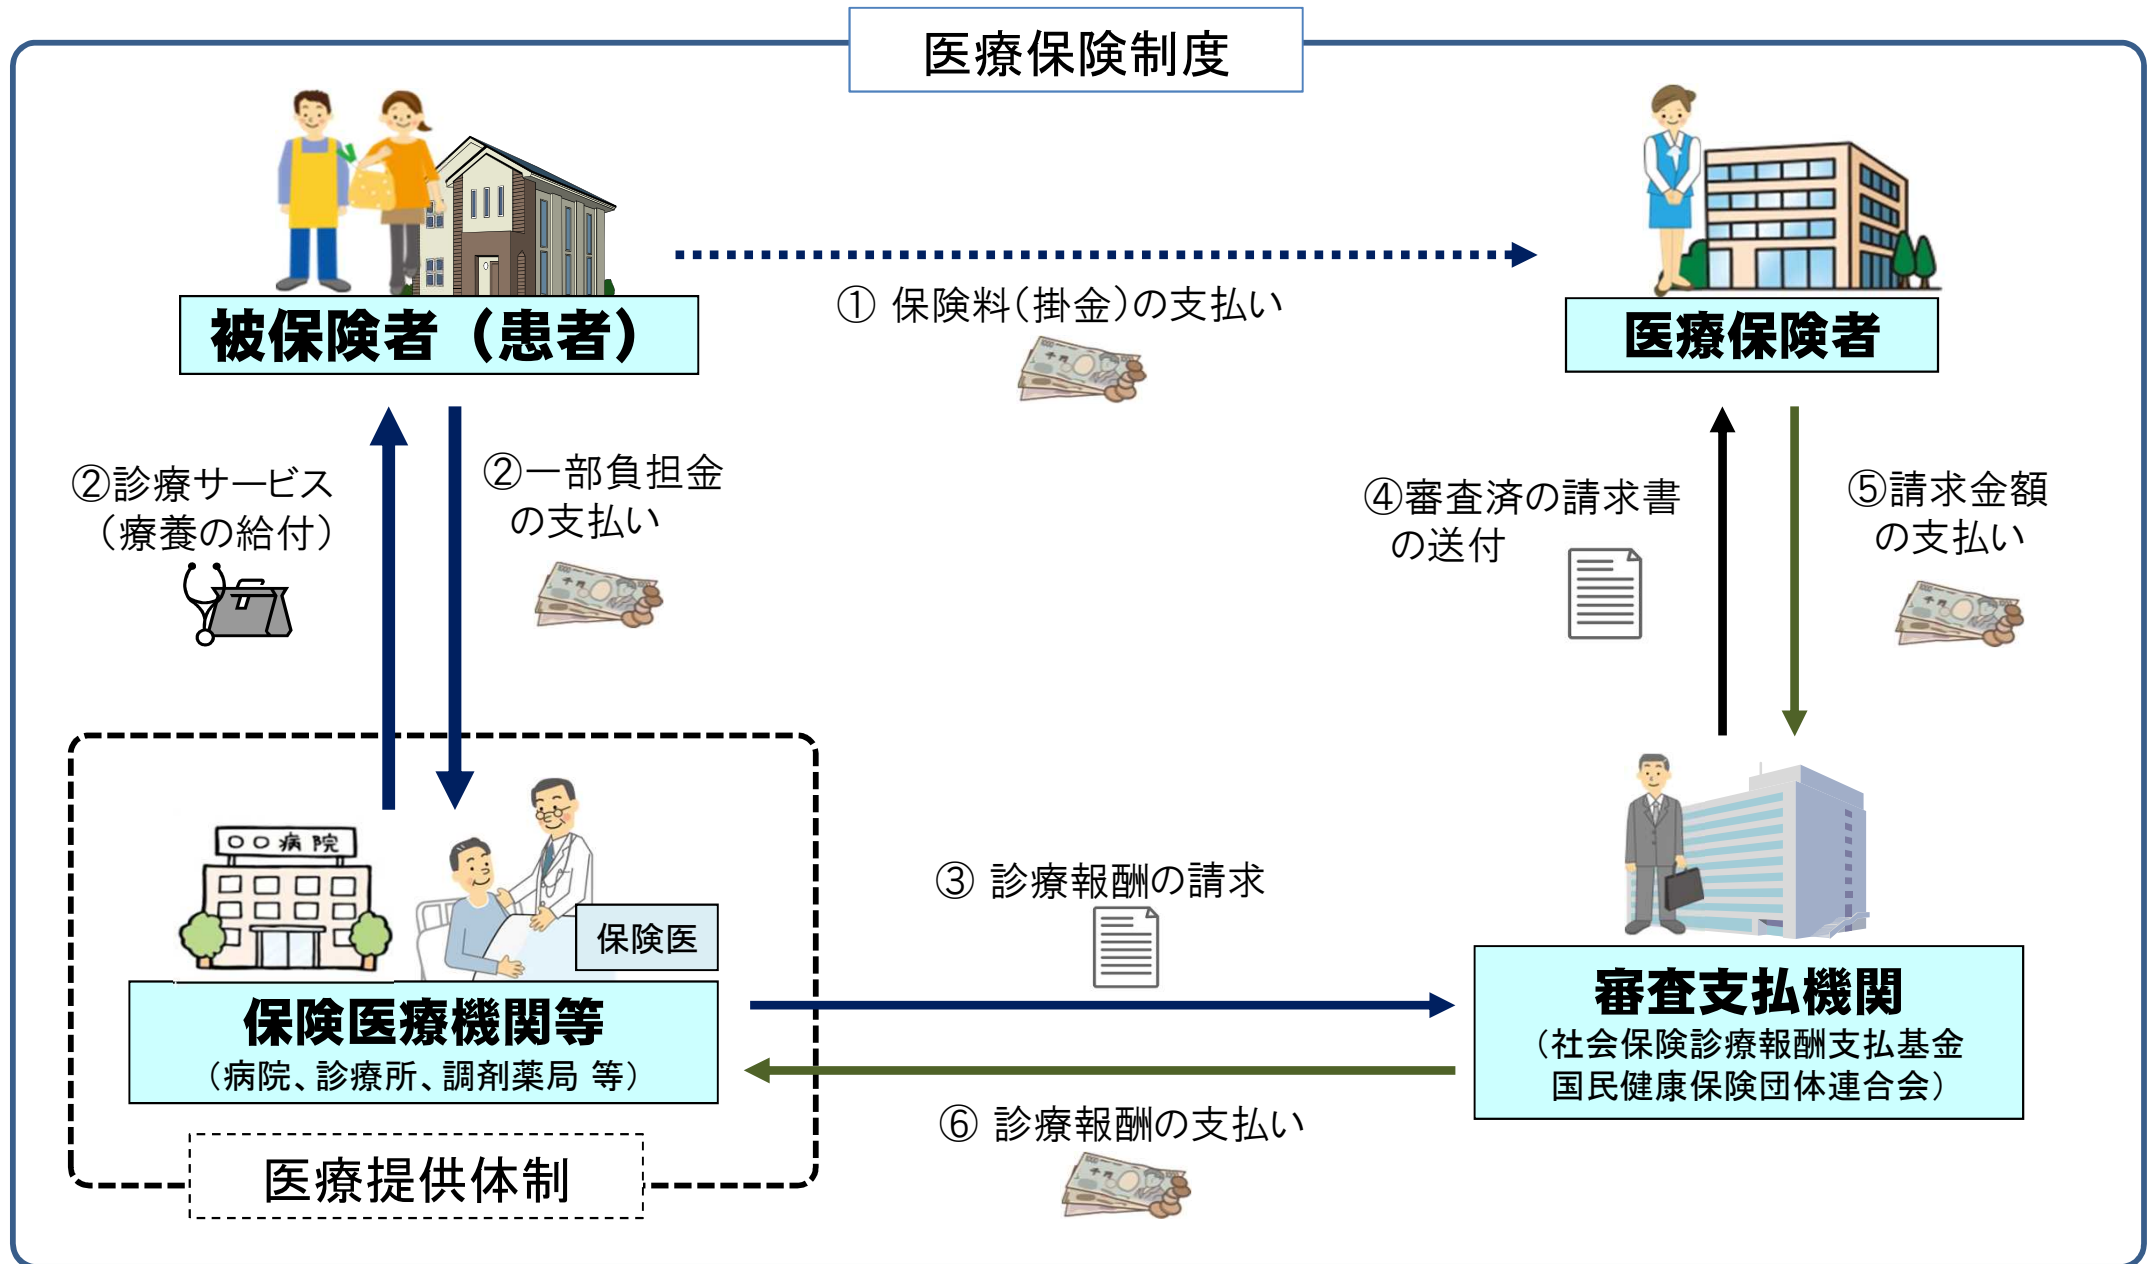 医療保険制度
被保険者（患者）
① 保険料（掛金）の支払い
医療保険者
②診療サービス
（療養の給付）
②一部負担金
の支払い
④審査済の請求書
の送付
⑤請求金額
の支払い
〇〇病院
保険医
保険医療機関等
（病院、診療所、調剤薬局 等）
医療提供体制
③ 診療報酬の請求
⑥ 診療報酬の支払い
審査支払機関
（社会保険診療報酬支払基金
国民健康保険団体連合会）